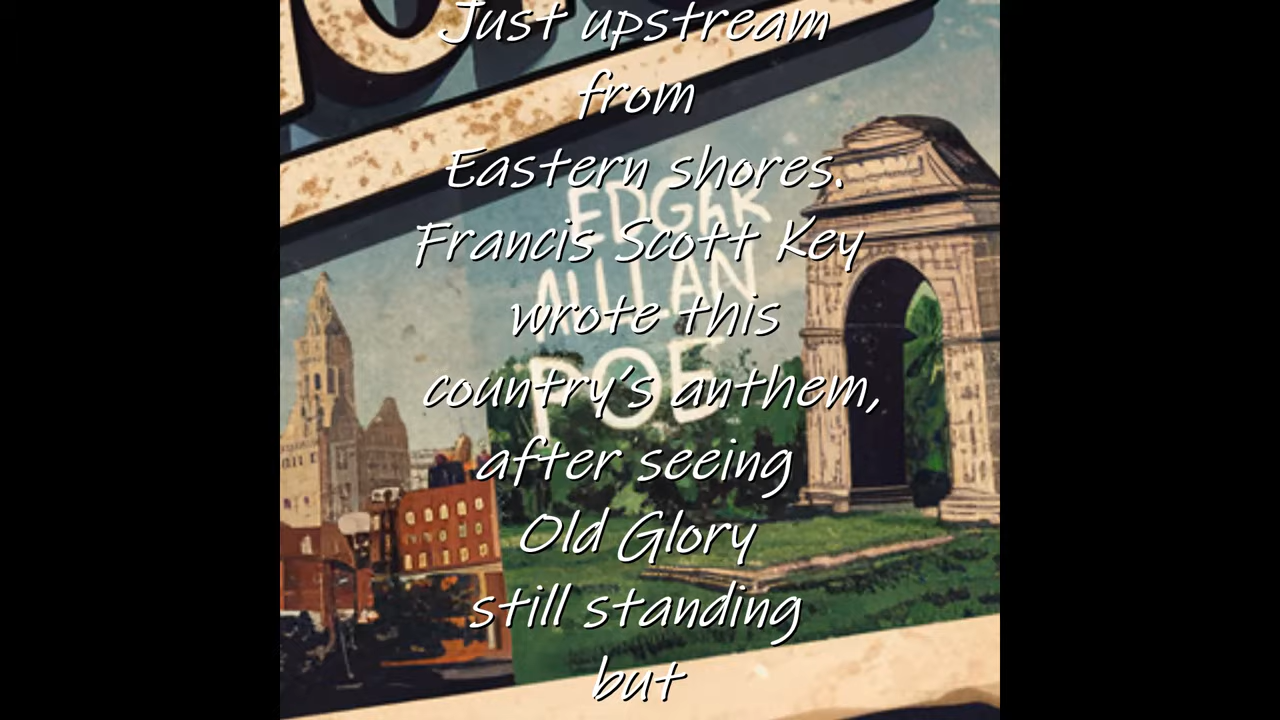 Just upstream
from
Eastern shores.
Francis Scott Key
wrote this
country's anthem,
after seeing
Old Glory
still standing
but
EDGAR
ALLAN
POE